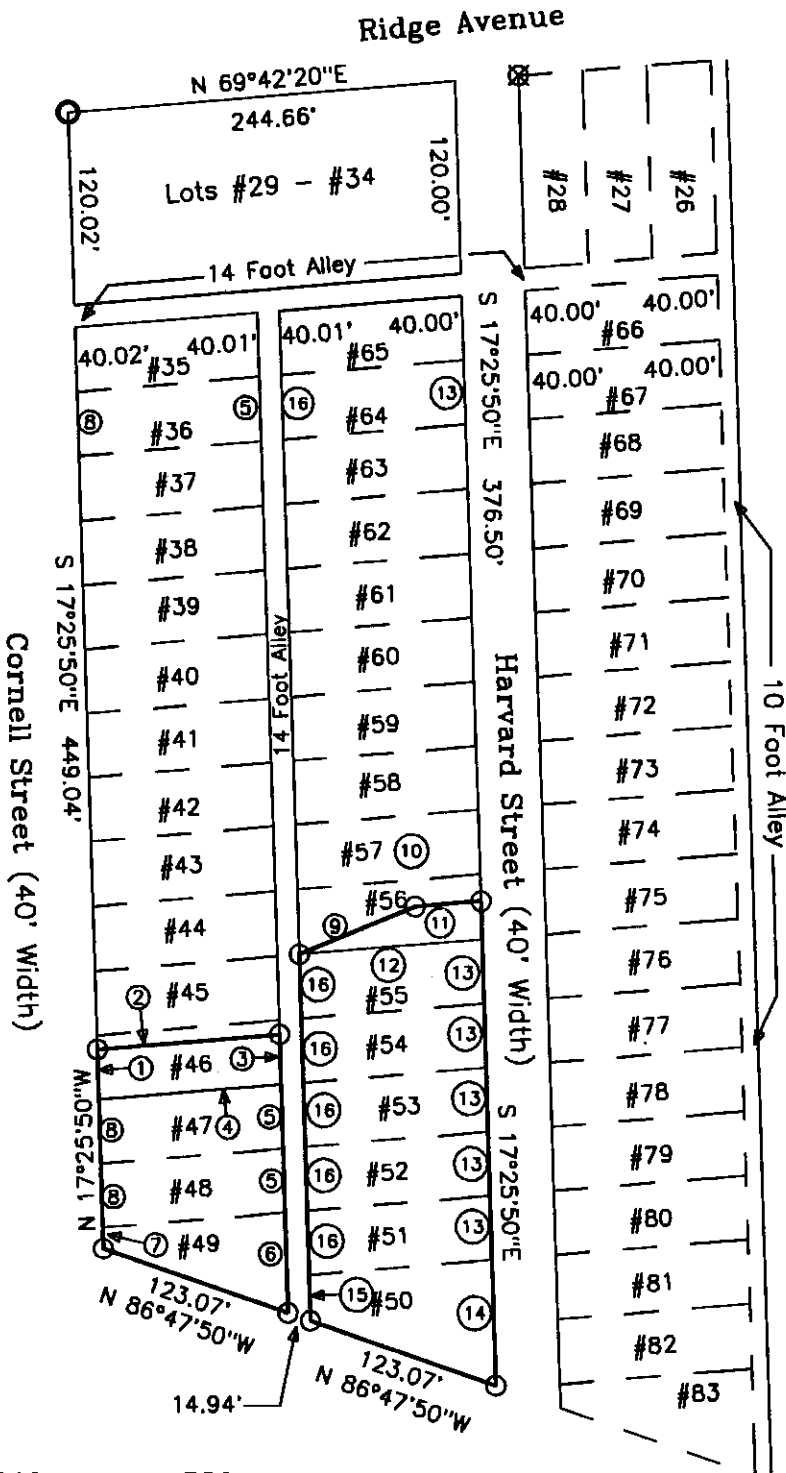 Ridge Avenue
N 69°42'20"E
244.66'
120.02'
Lots #29 - #34
120.00'
#28
#27
#26
14 Foot Alley
40.02' #35 40.01'
40.01' #65 40.00'
40.00' #66 40.00'
40.00' #67 40.00'
S 17°25'50"E 376.50'
8 #36 5
16 #64 13
#68
#37
#63
#69
#38
#62
#70
#39
#61
#71
#40
#60
#72
#41
#59
#73
#42
#58
#74
#43
#57 10
#75
#44
#56
9
11
12
#76
#45
16 #55 13
#77
2
1 #46 3
4
16 #54 13
#78
8 #47 5
16 #53 13
#79
8 #48 5
16 #52 13
#80
7 #49 6
16 #51 13
#81
15 #50 14
#82
#83
14 Foot Alley
S 17°25'50"E 449.04'
Cornell Street (40' Width)
N 17°25'50"W
Harvard Street (40' Width)
S 17°25'50"E
10 Foot Alley
123.07'
N 86°47'50"W
14.94'
123.07'
N 86°47'50"W